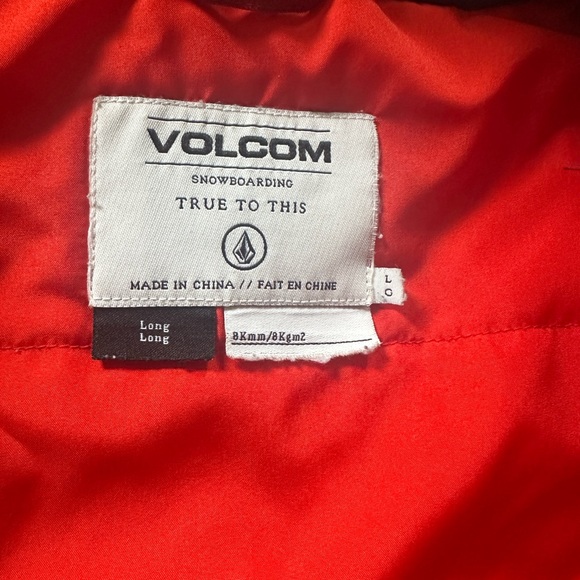 VOLCOM
SNOWBOARDING
TRUE TO THIS
MADE IN CHINA // FAIT EN CHINE
L
O
Long
Long
8Kmm/8Kgm2